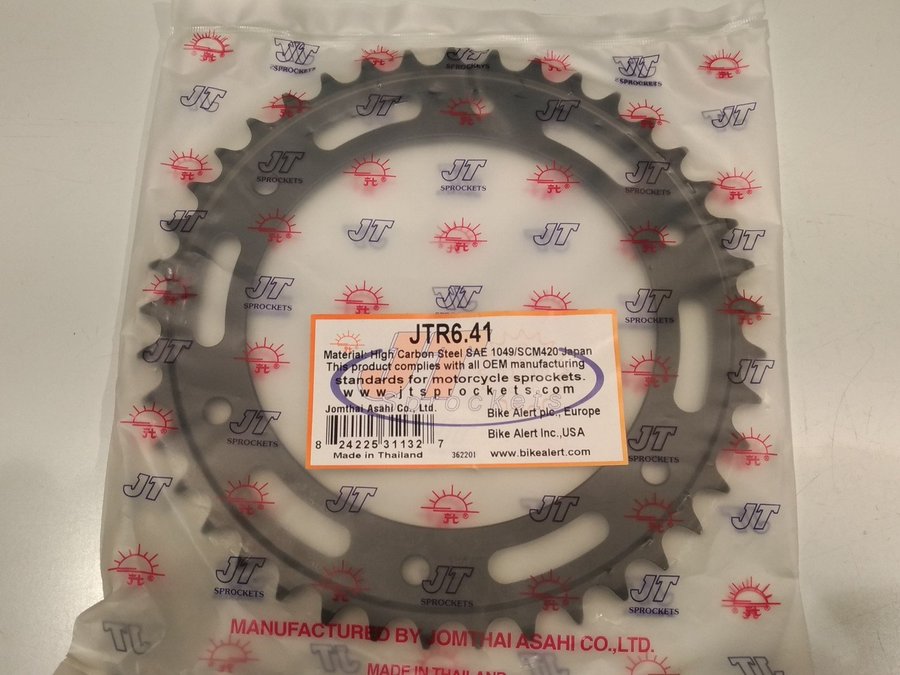 JT
SPROCKETS
JTR6.41
Material: High Carbon Steel SAE 1049/SCM420 Japan
This product complies with all OEM manufacturing
standards for motorcycle sprockets.
www.jtsprockets.com
Jomthai Asahi Co., Ltd.
Bike Alert plc., Europe
Bike Alert Inc.,USA
8 24225 31132 7
Made in Thailand
362201
www.bikealert.com
MANUFACTURED BY JOMTHAI ASAHI CO.,LTD.
MADE IN THAILAND